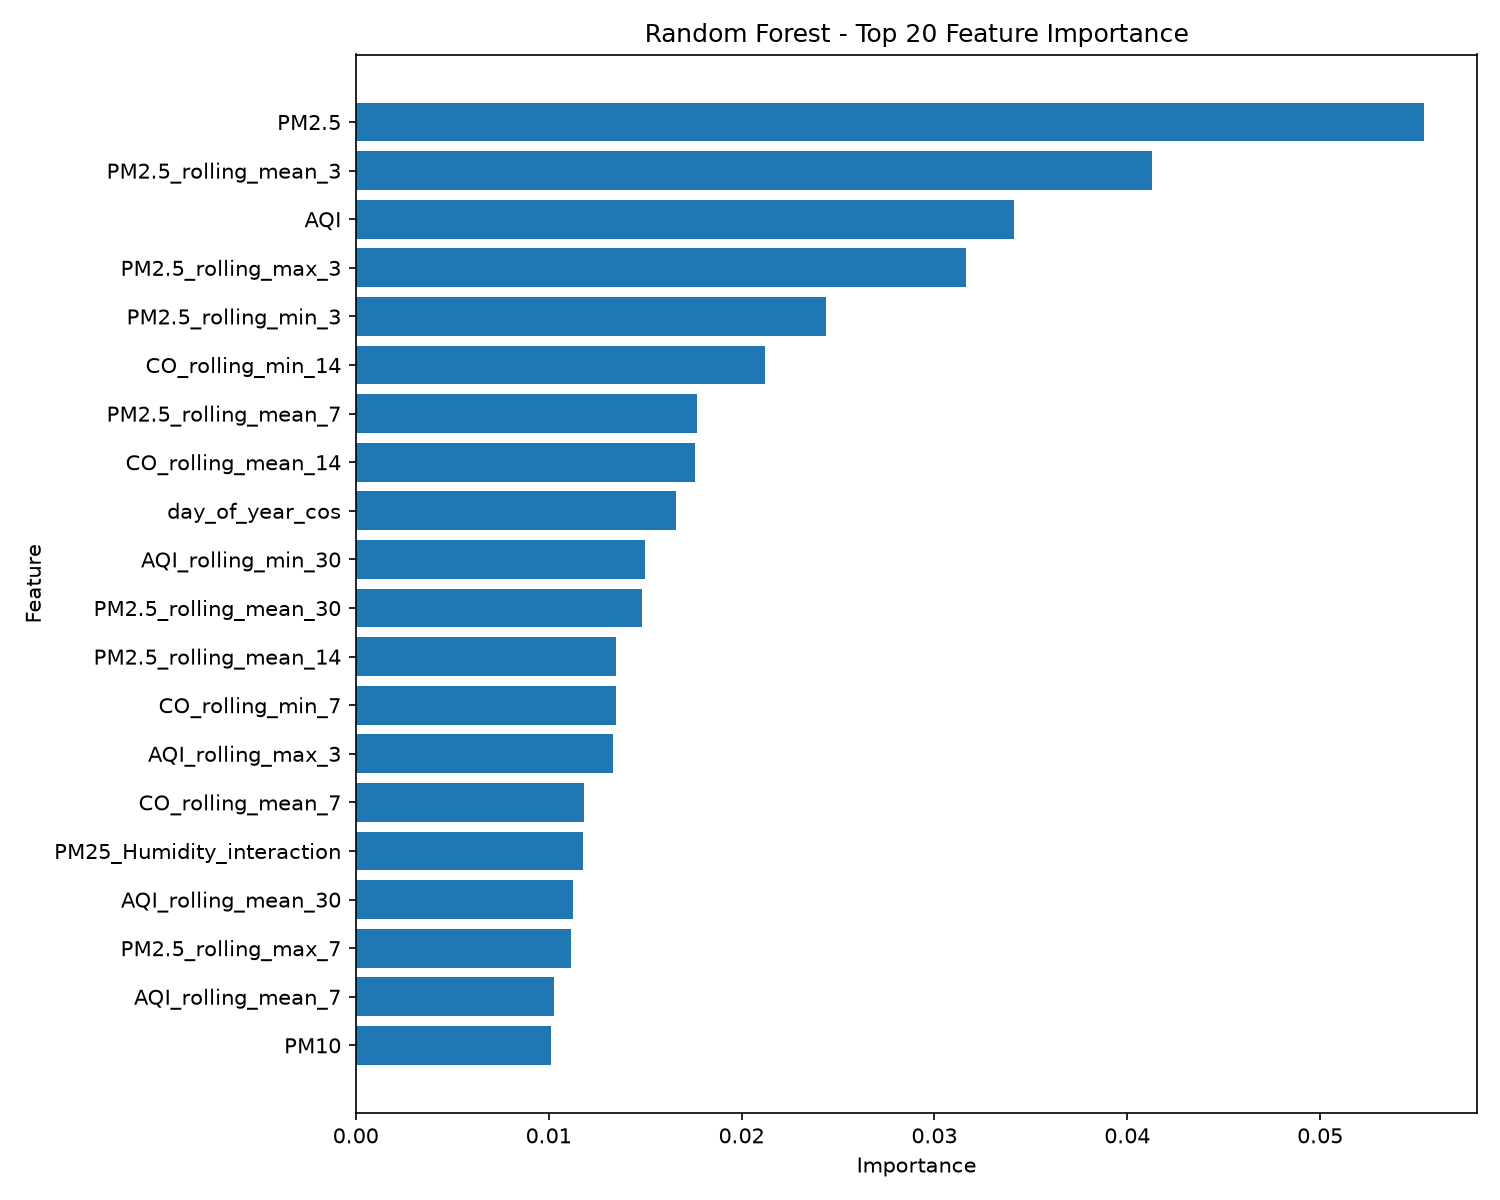 Random Forest - Top 20 Feature Importance
PM2.5
PM2.5_rolling_mean_3
AQI
PM2.5_rolling_max_3
PM2.5_rolling_min_3
CO_rolling_min_14
PM2.5_rolling_mean_7
CO_rolling_mean_14
day_of_year_cos
AQI_rolling_min_30
PM2.5_rolling_mean_30
PM2.5_rolling_mean_14
CO_rolling_min_7
AQI_rolling_max_3
CO_rolling_mean_7
PM25_Humidity_interaction
AQI_rolling_mean_30
PM2.5_rolling_max_7
AQI_rolling_mean_7
PM10
Feature
0.00 0.01 0.02 0.03 0.04 0.05
Importance